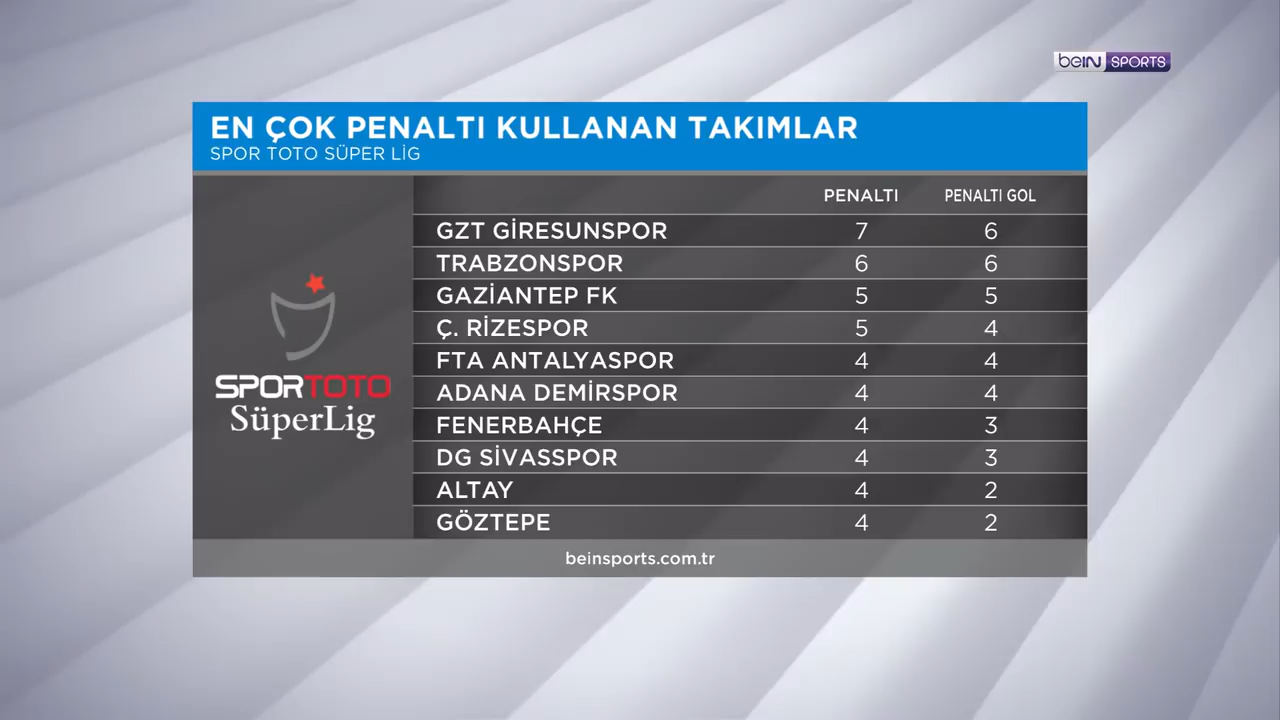 beIN SPORTS
EN ÇOK PENALTI KULLANAN TAKIMLAR
SPOR TOTO SÜPER LİG
PENALTI PENALTI GOL
GZT GİRESUNSPOR 7 6
TRABZONSPOR 6 6
GAZİANTEP FK 5 5
Ç. RİZESPOR 5 4
FTA ANTALYASPOR 4 4
ADANA DEMİRSPOR 4 4
FENERBAHÇE 4 3
DG SİVASSPOR 4 3
ALTAY 4 2
GÖZTEPE 4 2
SPORTOTO
SüperLig
beinsports.com.tr